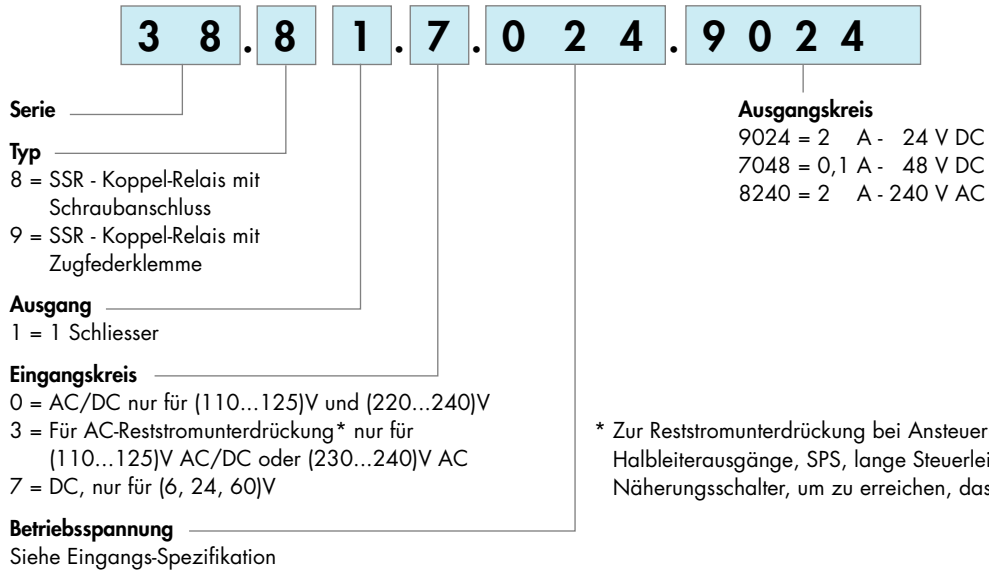 3 8 . 8 1 . 7 . 0 2 4 . 9 0 2 4
Serie
Typ
8 = SSR - Koppel-Relais mit
Schraubanschluss
9 = SSR - Koppel-Relais mit
Zugfederklemme
Ausgang
1 = 1 Schliesser
Eingangskreis
0 = AC/DC nur für (110...125)V und (220...240)V
3 = Für AC-Reststromunterdrückung* nur für
(110...125)V AC/DC oder (230...240)V AC
7 = DC, nur für (6, 24, 60)V
Betriebsspannung
Siehe Eingangs-Spezifikation
Ausgangskreis
9024 = 2 A - 24 V DC
7048 = 0,1 A - 48 V DC
8240 = 2 A - 240 V AC
* Zur Reststromunterdrückung bei Ansteuer
Halbleiterausgänge, SPS, lange Steuerlei
Näherungsschalter, um zu erreichen, das